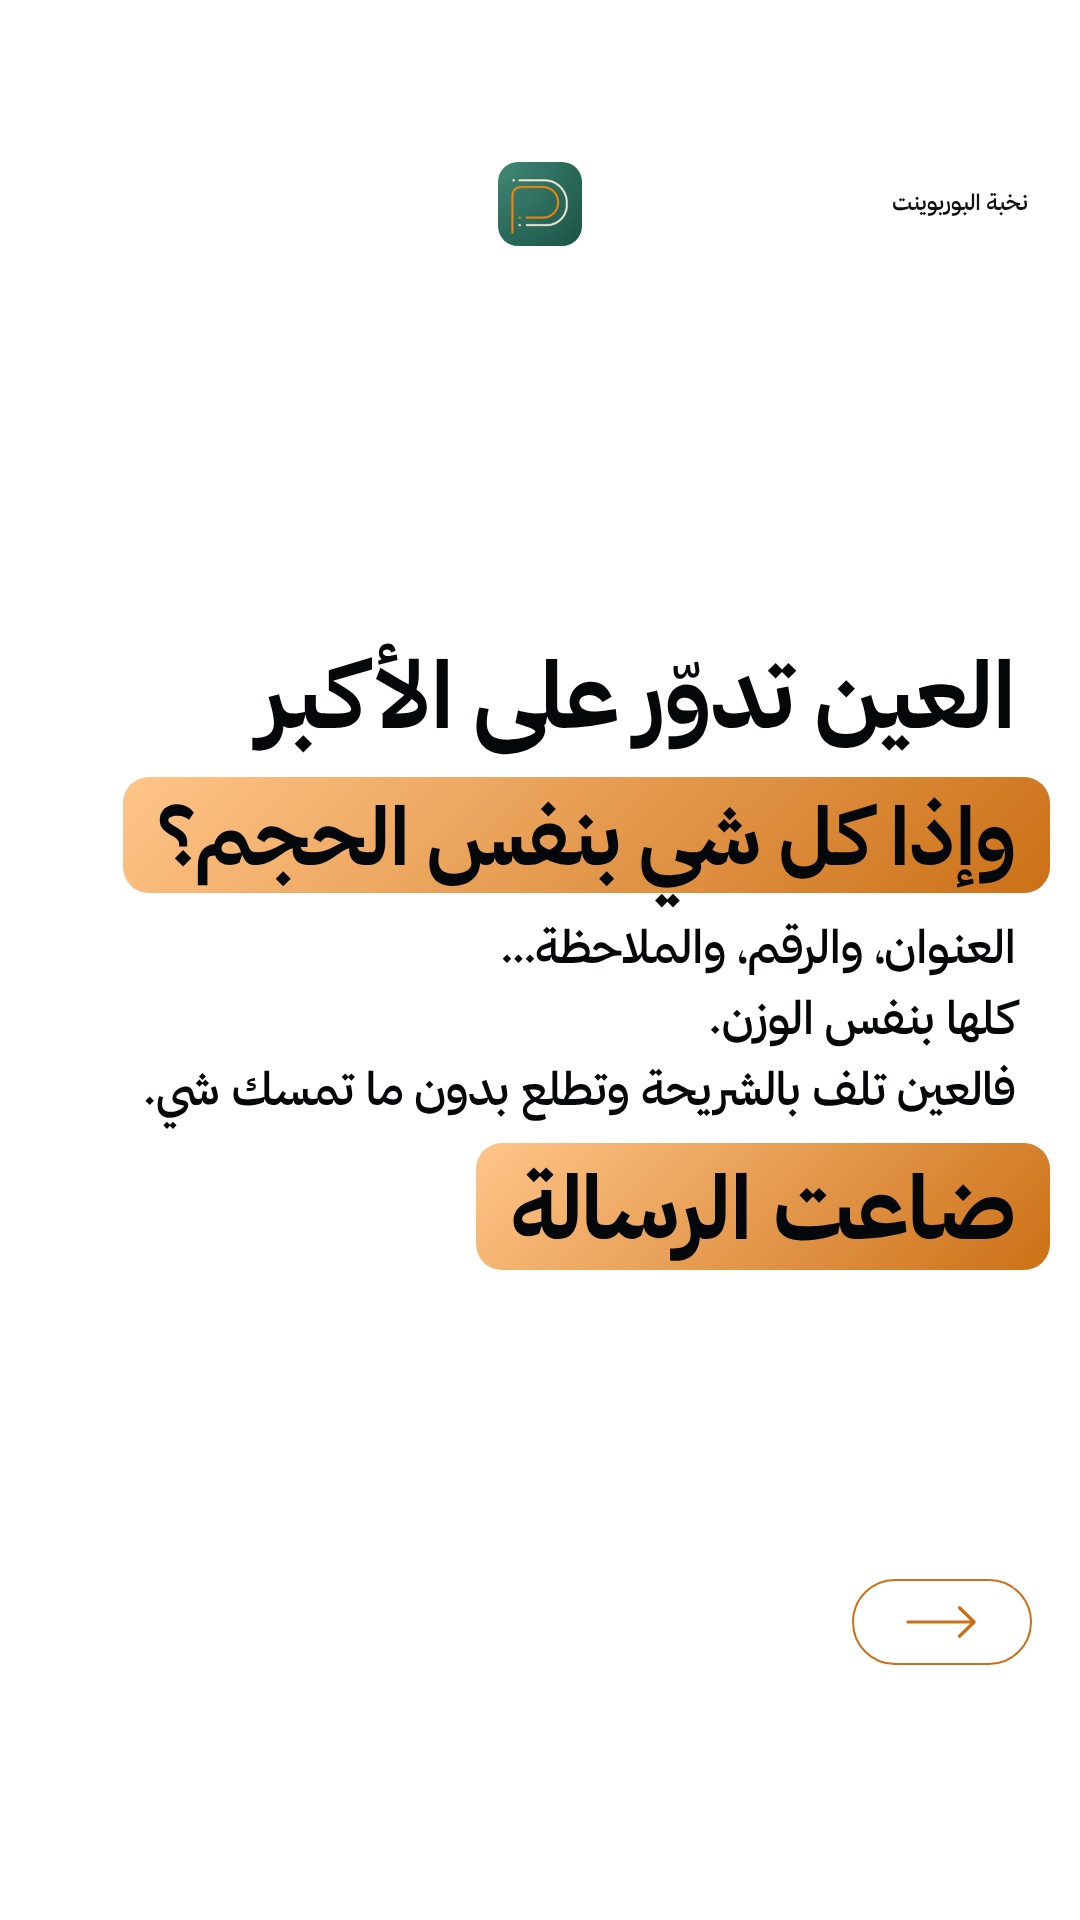 نخبة البوربوينت
العين تدوّر على الأكبر
وإذا كل شي بنفس الحجم؟
العنوان، والرقم، والملاحظة...
كلها بنفس الوزن.
فالعين تلف بالشريحة وتطلع بدون ما تمسك شي.
ضاعت الرسالة